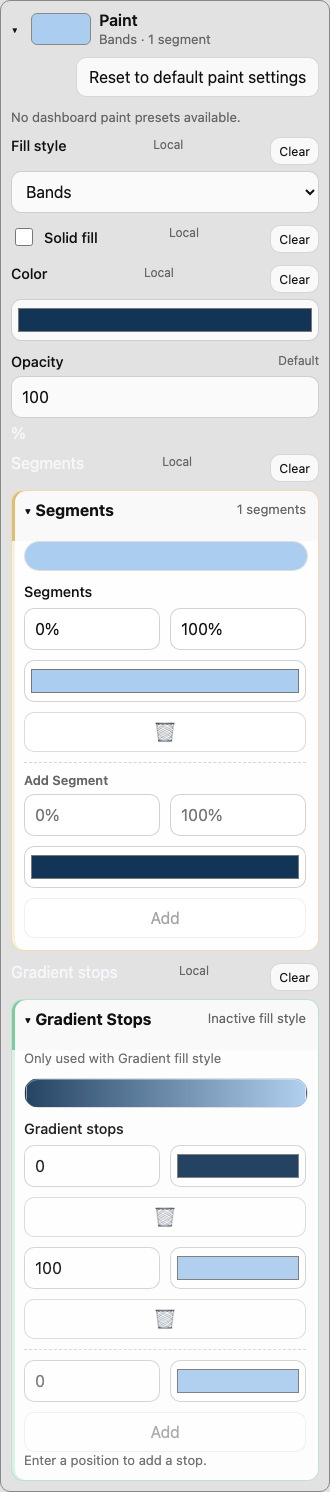 Paint
Bands · 1 segment
Reset to default paint settings
No dashboard paint presets available.
Fill style Local Clear
Bands
Solid fill Local Clear
Color Local Clear
Opacity Default
100
%
Segments Local Clear
Segments 1 segments
Segments
0% 100%
Add Segment
0% 100%
Add
Gradient stops Local Clear
Gradient Stops Inactive fill style
Only used with Gradient fill style
Gradient stops
0
100
0
Add
Enter a position to add a stop.